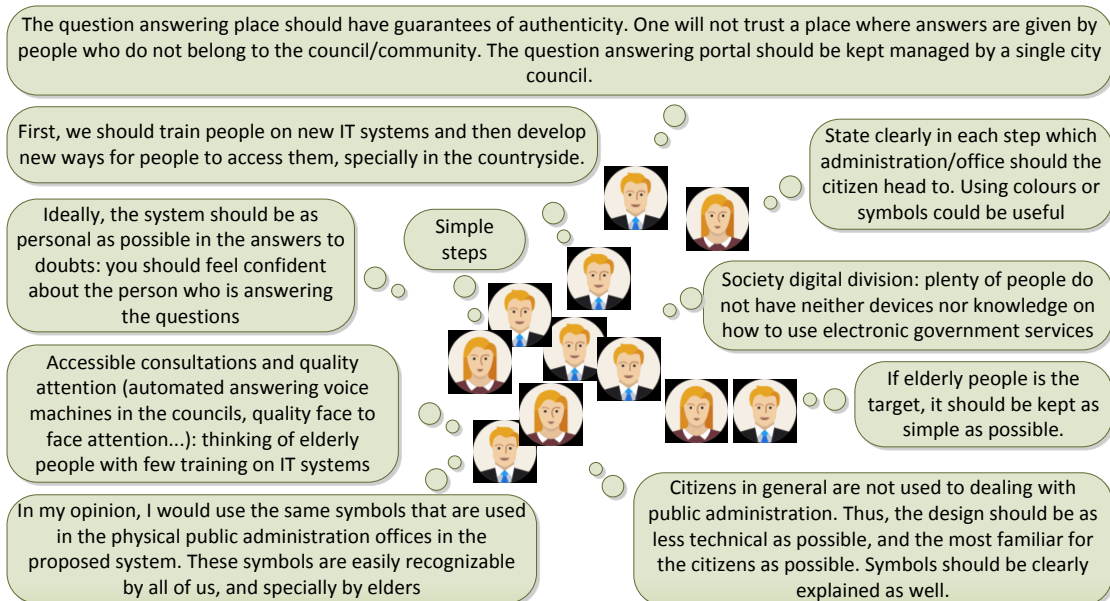 The question answering place should have guarantees of authenticity. One will not trust a place where answers are given by
people who do not belong to the council/community. The question answering portal should be kept managed by a single city
council.
First, we should train people on new IT systems and then develop
new ways for people to access them, specially in the countryside.
State clearly in each step which
administration/office should the
citizen head to. Using colours or
symbols could be useful
Ideally, the system should be as
personal as possible in the answers to
doubts: you should feel confident
about the person who is answering
the questions
Simple
steps
Society digital division: plenty of people do
not have neither devices nor knowledge on
how to use electronic government services
Accessible consultations and quality
attention (automated answering voice
machines in the councils, quality face to
face attention...): thinking of elderly
people with few training on IT systems
If elderly people is the
target, it should be kept as
simple as possible.
In my opinion, I would use the same symbols that are used
in the physical public administration offices in the
proposed system. These symbols are easily recognizable
by all of us, and specially by elders
Citizens in general are not used to dealing with
public administration. Thus, the design should be as
less technical as possible, and the most familiar for
the citizens as possible. Symbols should be clearly
explained as well.